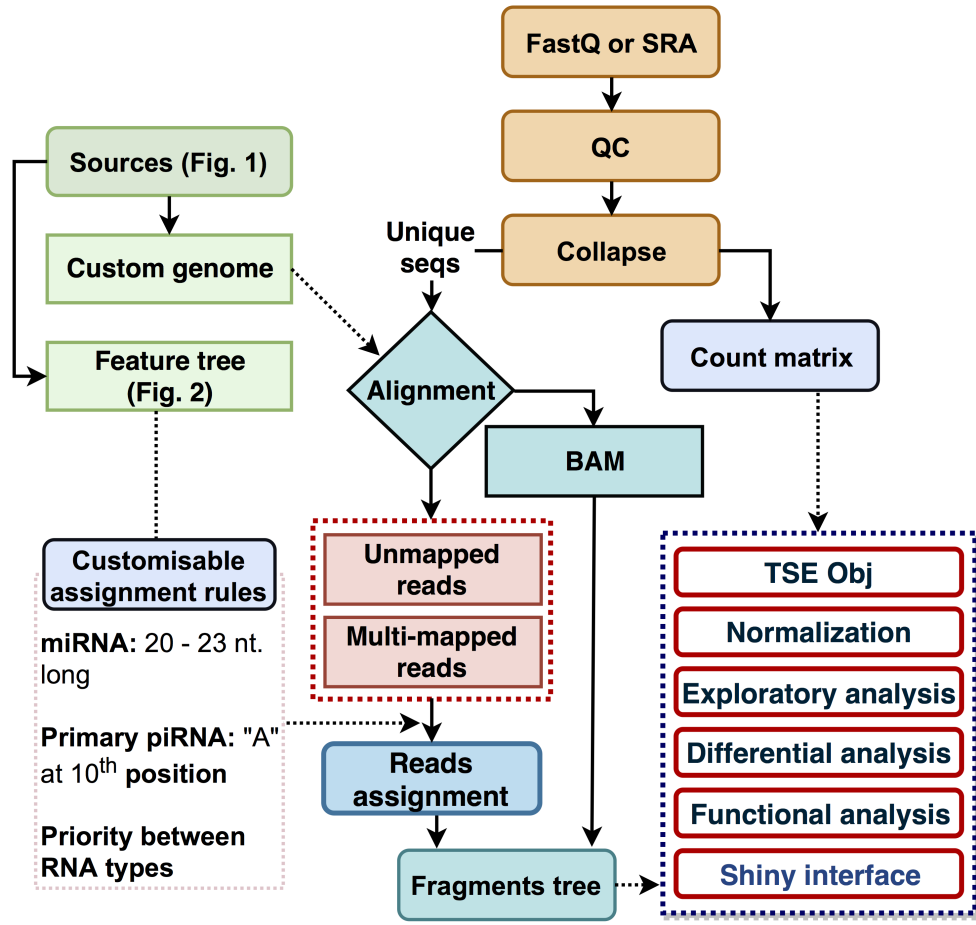 FastQ or SRA
QC
Collapse
Sources (Fig. 1)
Custom genome
Feature tree
(Fig. 2)
Unique
seqs
Alignment
BAM
Count matrix
Unmapped
reads
Multi-mapped
reads
Customisable
assignment rules
miRNA: 20 - 23 nt.
long
Primary piRNA: "A"
at 10th position
Priority between
RNA types
Reads
assignment
Fragments tree
TSE Obj
Normalization
Exploratory analysis
Differential analysis
Functional analysis
Shiny interface